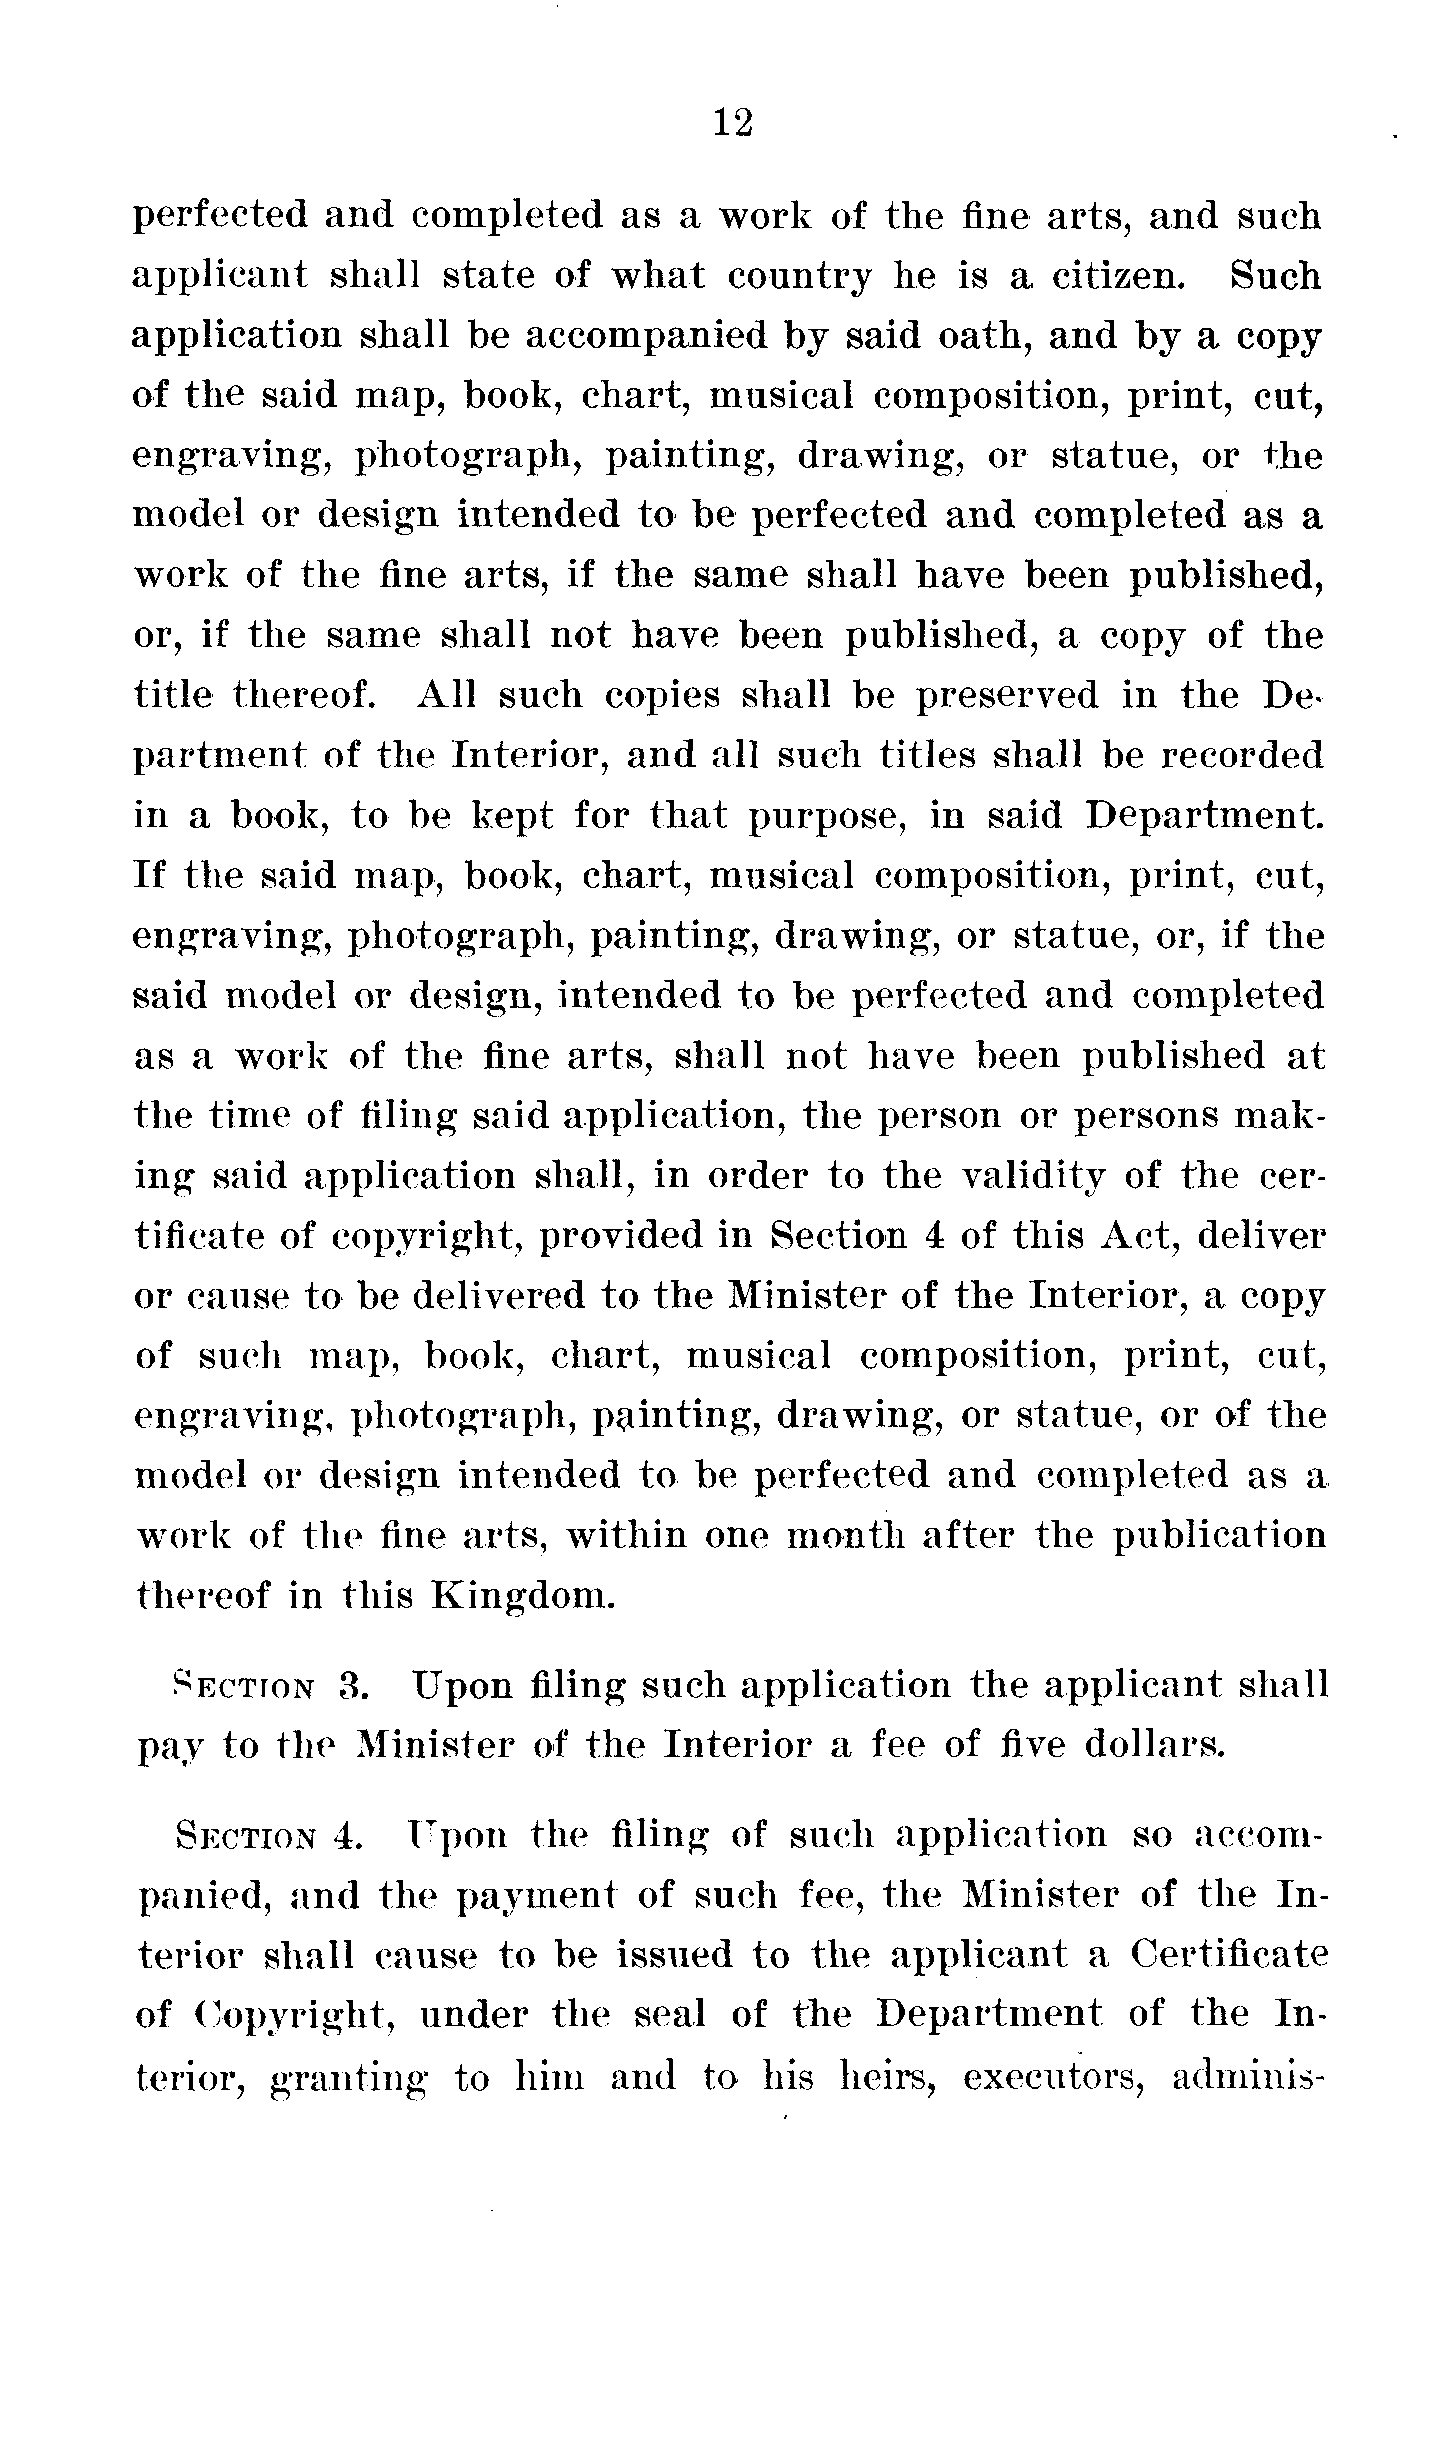 12
perfected and completed as a work of the fine arts, and such
applicant shall state of what country he is a citizen. Such
application shall be accompanied by said oath, and by a copy
of the said map, book, chart, musical composition, print, cut,
engraving, photograph, painting, drawing, or statue, or the
model or design intended to be perfected and completed as a
work of the fine arts, if the same shall have been published,
or, if the same shall not have been published, a copy of the
title thereof. All such copies shall be preserved in the De-
partment of the Interior, and all such titles shall be recorded
in a book, to be kept for that purpose, in said Department.
If the said map, book, chart, musical composition, print, cut,
engraving, photograph, painting, drawing, or statue, or, if the
said model or design, intended to be perfected and completed
as a work of the fine arts, shall not have been published at
the time of filing said application, the person or persons mak-
ing said application shall, in order to the validity of the cer-
tificate of copyright, provided in Section 4 of this Act, deliver
or cause to be delivered to the Minister of the Interior, a copy
of such map, book, chart, musical composition, print, cut,
engraving, photograph, painting, drawing, or statue, or of the
model or design intended to be perfected and completed as a
work of the fine arts, within one month after the publication
thereof in this Kingdom.
SECTION 3. Upon filing such application the applicant shall
pay to the Minister of the Interior a fee of five dollars.
SECTION 4. Upon the filing of such application so accom-
panied, and the payment of such fee, the Minister of the In-
terior shall cause to be issued to the applicant a Certificate
of Copyright, under the seal of the Department of the In-
terior, granting to him and to his heirs, executors, adminis-